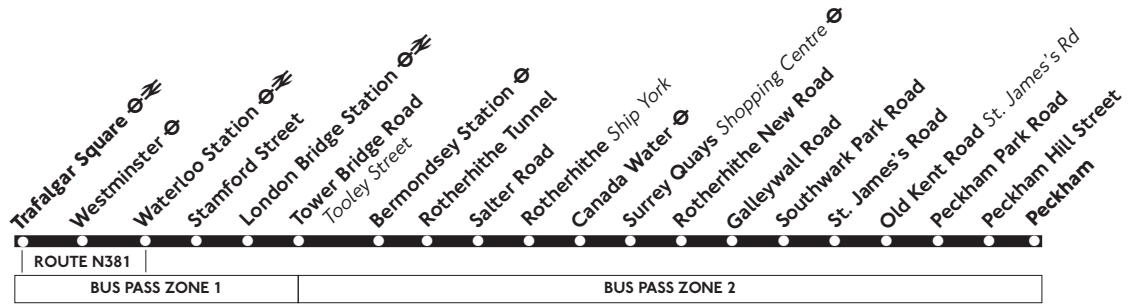 Trafalgar Square
Westminster
Waterloo Station
Stamford Street
London Bridge Station
Tower Bridge Road
Tooley Street
Bermondsey Station
Rotherhithe Tunnel
Salter Road
Rotherhithe Ship York
Canada Water
Surrey Quays Shopping Centre
Rotherhithe New Road
Galleywall Road
Southwark Park Road
St. James's Road
Old Kent Road St. James's Rd
Peckham Park Road
Peckham Hill Street
Peckham
ROUTE N381
BUS PASS ZONE 1
BUS PASS ZONE 2